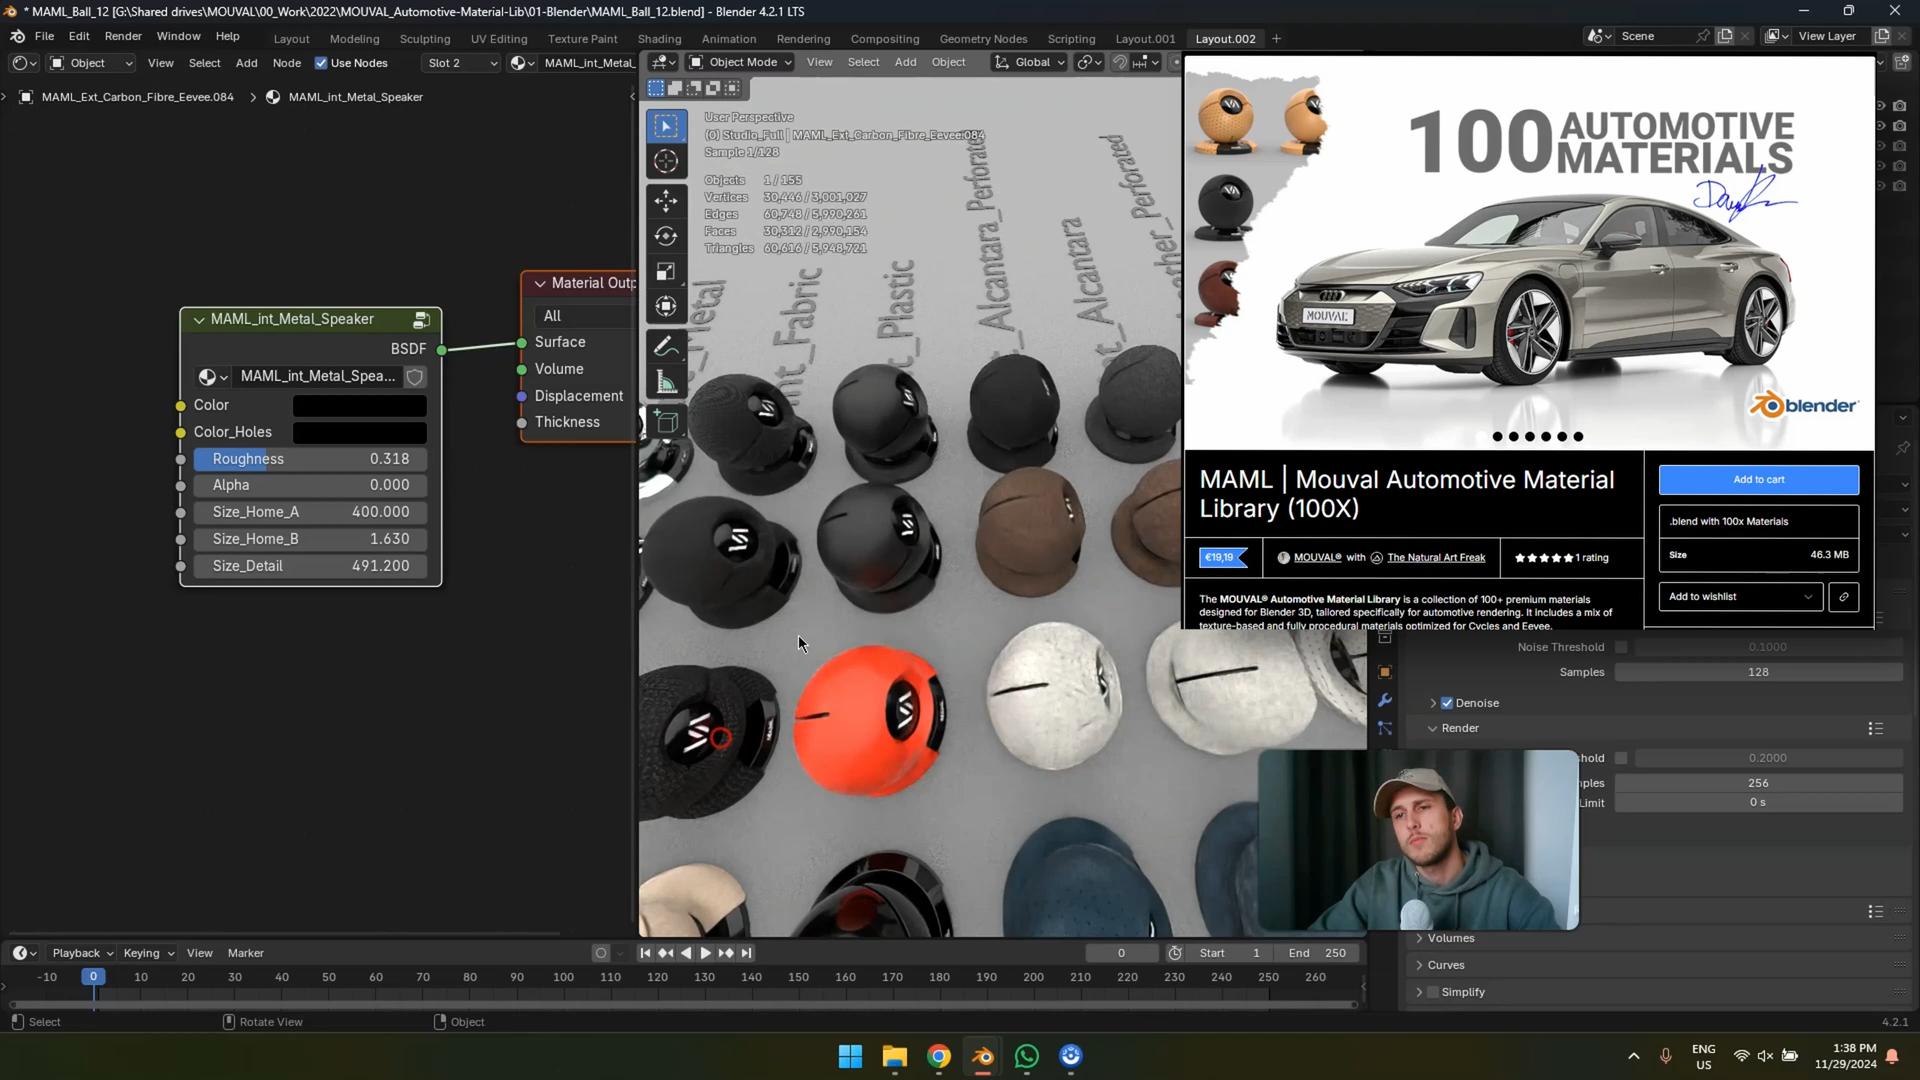 * MAML_Ball_12 [G:\Shared drives\MOUVAL\00_Work\2022\MOUVAL_Automotive-Material-Lib\01-Blender\MAML_Ball_12.blend] - Blender 4.2.1 LTS
File Edit Render Window Help Layout Modeling Sculpting UV Editing Texture Paint Shading Animation Rendering Compositing Geometry Nodes Scripting Layout.001 Layout.002 + Scene View Layer
Object View Select Add Node Use Nodes Slot 2 MAML_int_Metal_
Object Mode View Select Add Object Global
MAML_Ext_Carbon_Fibre_Eevee.084 > MAML_int_Metal_Speaker
User Perspective
(0) Studio_Full | MAML_Ext_Carbon_Fibre_Eevee.084
Sample 1/128
Objects 1 / 155
Vertices 30,446 / 3,001,027
Edges 60,748 / 5,990,261
Faces 30,312 / 2,990,154
Triangles 60,616 / 5,948,721
_Metal
nt_Fabric
_Plastic
Alcantara_Perforated
Alcantara
_Perforated
MAML_int_Metal_Speaker
BSDF
MAML_int_Metal_Spea...
Color
Color_Holes
Roughness 0.318
Alpha 0.000
Size_Home_A 400.000
Size_Home_B 1.630
Size_Detail 491.200
Material Outp
All
Surface
Volume
Displacement
Thickness
100 AUTOMOTIVE
MATERIALS
MOUVAL
blender
MAML | Mouval Automotive Material
Library (100X)
€19,19
MOUVAL® with The Natural Art Freak
1 rating
The MOUVAL® Automotive Material Library is a collection of 100+ premium materials
designed for Blender 3D, tailored specifically for automotive rendering. It includes a mix of
texture-based and fully procedural materials optimized for Cycles and Eevee.
Add to cart
.blend with 100x Materials
Size 46.3 MB
Add to wishlist
Noise Threshold 0.1000
Samples 128
Denoise
Render
hold 0.2000
ples 256
Limit 0 s
Volumes
Curves
Simplify
Playback Keying View Marker 0 Start 1 End 250
-10 0 10 20 30 40 50 60 70 80 90 100 110 120 130 140 150 160 170 180 190 200 210 220 230 240 250 260
Select Rotate View Object 4.2.1
ENG
US
1:38 PM
11/29/2024